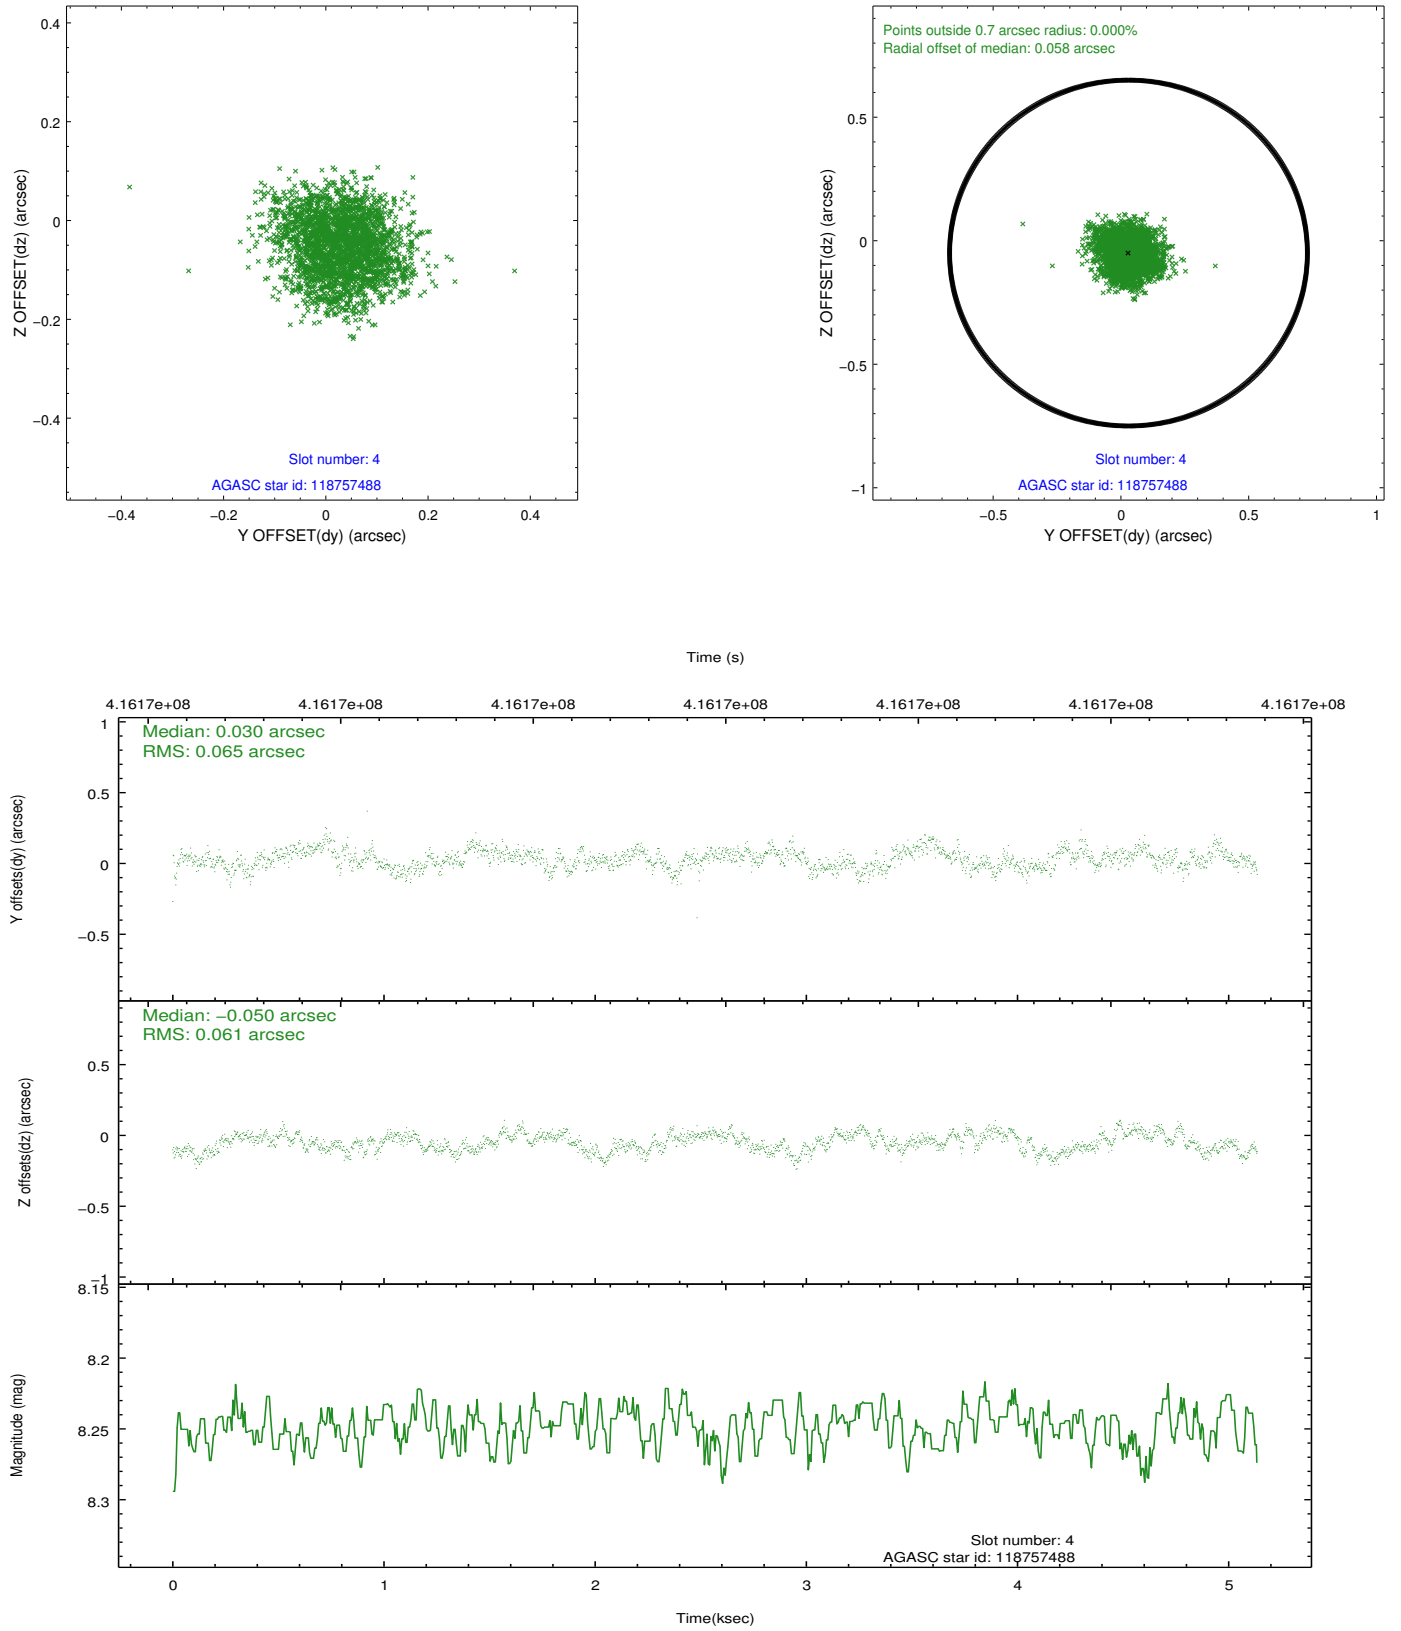 0.4
0.2
0
−0.2
−0.4
Z OFFSET(dz) (arcsec)
Slot number: 4
AGASC star id: 118757488
−0.4 −0.2 0 0.2 0.4
Y OFFSET(dy) (arcsec)
Points outside 0.7 arcsec radius: 0.000%
Radial offset of median: 0.058 arcsec
0.5
0
−0.5
−1
Z OFFSET(dz) (arcsec)
Slot number: 4
AGASC star id: 118757488
−0.5 0 0.5 1
Y OFFSET(dy) (arcsec)
Time (s)
4.1617e+08 4.1617e+08 4.1617e+08 4.1617e+08 4.1617e+08 4.1617e+08 4.1617e+08
Median: 0.030 arcsec
RMS: 0.065 arcsec
1
0.5
0
−0.5
Y offsets(dy) (arcsec)
Median: −0.050 arcsec
RMS: 0.061 arcsec
0.5
0
−0.5
−1
Z offsets(dz) (arcsec)
8.15
8.2
8.25
8.3
Magnitude (mag)
Slot number: 4
AGASC star id: 118757488
0 1 2 3 4 5
Time(ksec)